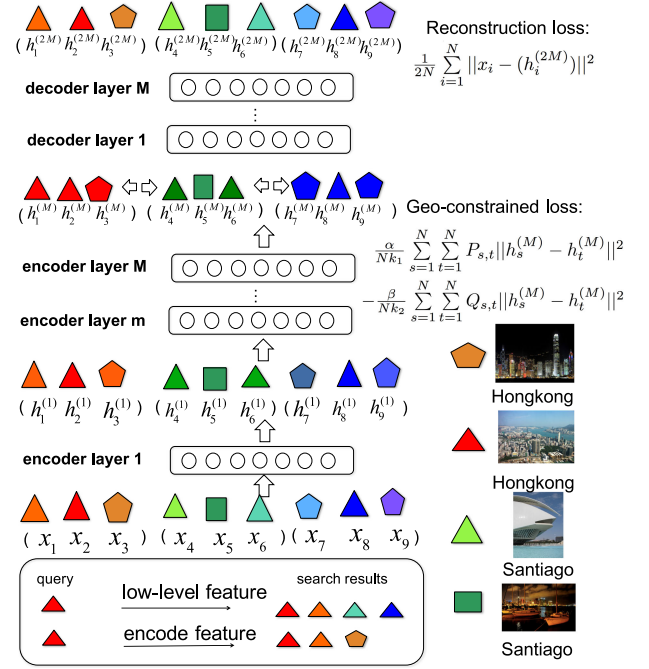 Reconstruction loss:
( h_1^{(2M)} h_2^{(2M)} h_3^{(2M)} ) ( h_4^{(2M)} h_5^{(2M)} h_6^{(2M)} ) ( h_7^{(2M)} h_8^{(2M)} h_9^{(2M)} )
\frac{1}{2N} \sum_{i=1}^{N} ||x_i - (h_i^{(2M)})||^2
decoder layer M
⋮
decoder layer 1
( h_1^{(M)} h_2^{(M)} h_3^{(M)} ) ( h_4^{(M)} h_5^{(M)} h_6^{(M)} ) ( h_7^{(M)} h_8^{(M)} h_9^{(M)} )
Geo-constrained loss:
\frac{α}{Nk_1} \sum_{s=1}^{N} \sum_{t=1}^{N} P_{s,t} ||h_s^{(M)} - h_t^{(M)}||^2
encoder layer M
-\frac{β}{Nk_2} \sum_{s=1}^{N} \sum_{t=1}^{N} Q_{s,t} ||h_s^{(M)} - h_t^{(M)}||^2
⋮
encoder layer m
( h_1^{(1)} h_2^{(1)} h_3^{(1)} ) ( h_4^{(1)} h_5^{(1)} h_6^{(1)} ) ( h_7^{(1)} h_8^{(1)} h_9^{(1)} )
Hongkong
encoder layer 1
Hongkong
( x_1 x_2 x_3 ) ( x_4 x_5 x_6 ) ( x_7 x_8 x_9 )
Santiago
query low-level feature search results
encode feature
Santiago